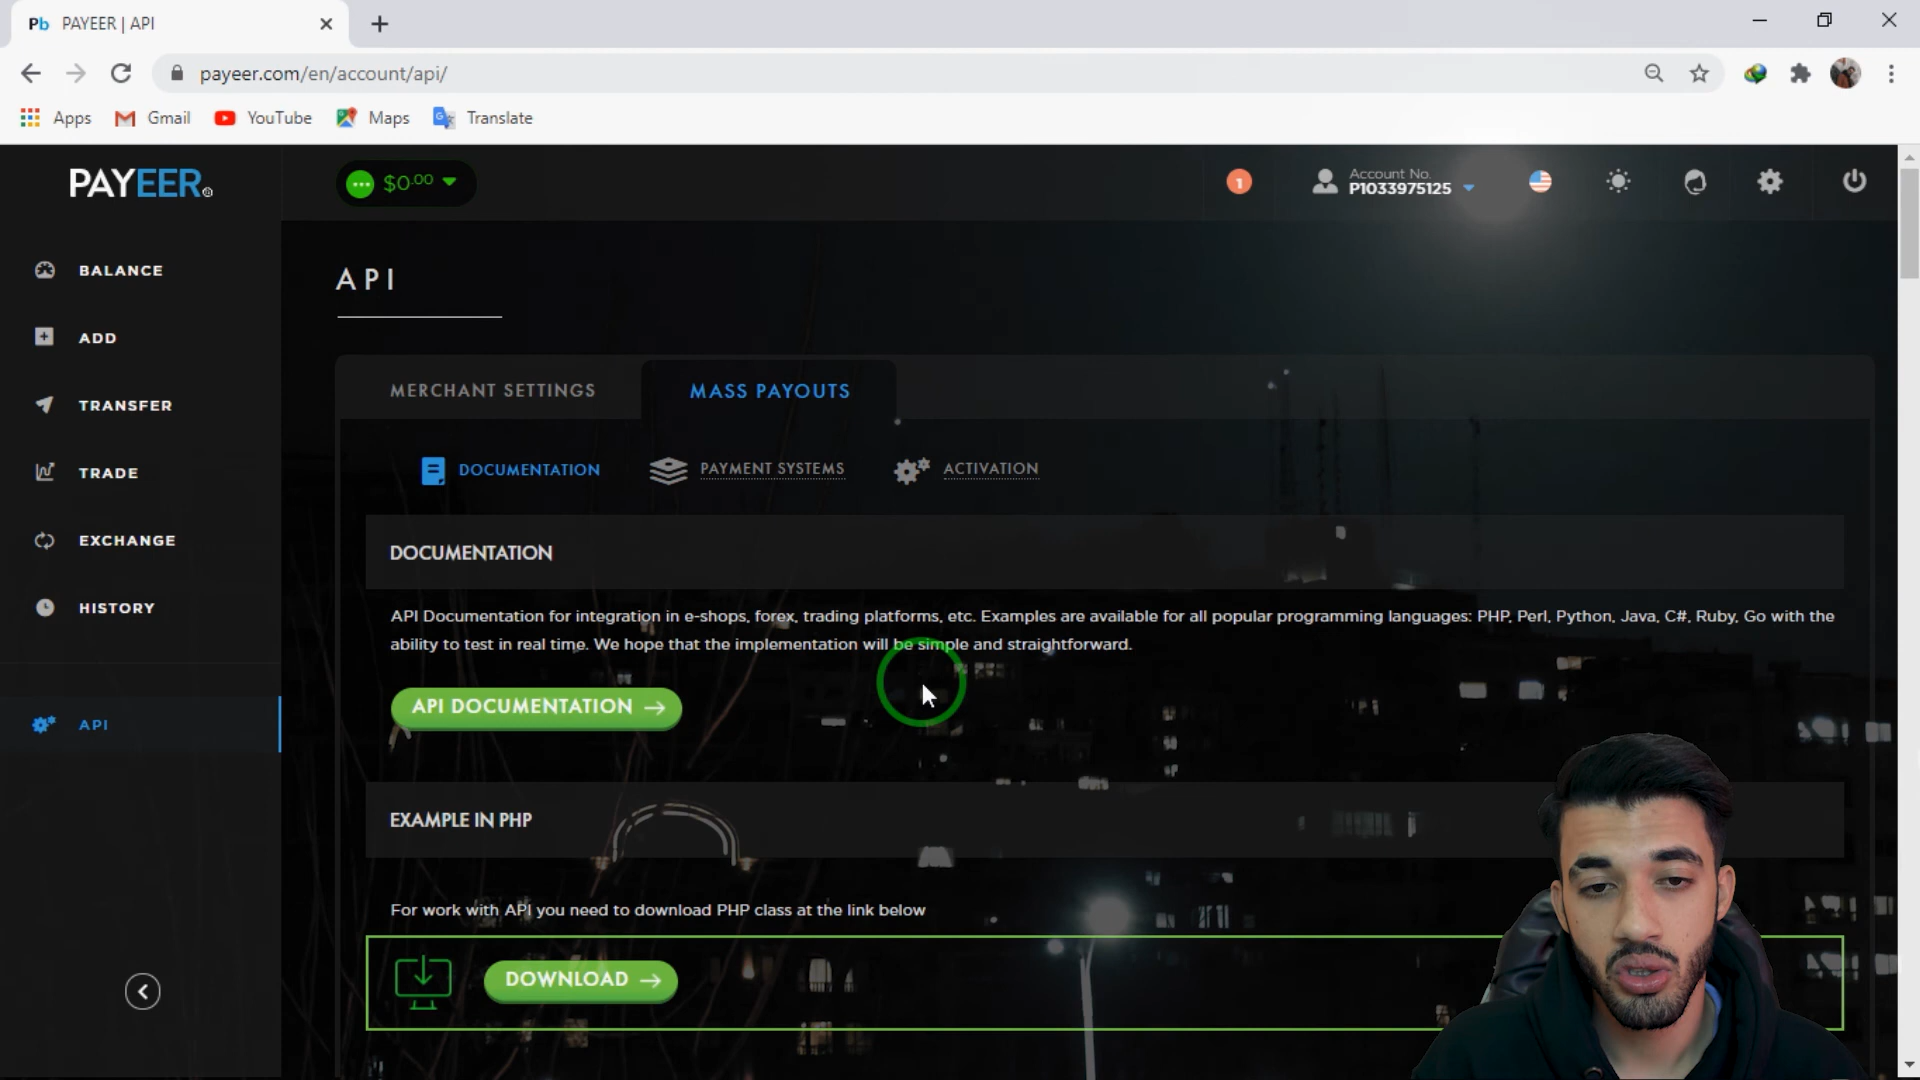 Pb PAYEER | API
payeer.com/en/account/api/
Apps Gmail YouTube Maps Translate
PAYEER®
$0.00
1
Account No.
P1033975125
BALANCE
ADD
TRANSFER
TRADE
EXCHANGE
HISTORY
API
API
MERCHANT SETTINGS MASS PAYOUTS
DOCUMENTATION PAYMENT SYSTEMS ACTIVATION
DOCUMENTATION
API Documentation for integration in e-shops, forex, trading platforms, etc. Examples are available for all popular programming languages: PHP, Perl, Python, Java, C#, Ruby, Go with the
ability to test in real time. We hope that the implementation will be simple and straightforward.
API DOCUMENTATION →
EXAMPLE IN PHP
For work with API you need to download PHP class at the link below
DOWNLOAD →